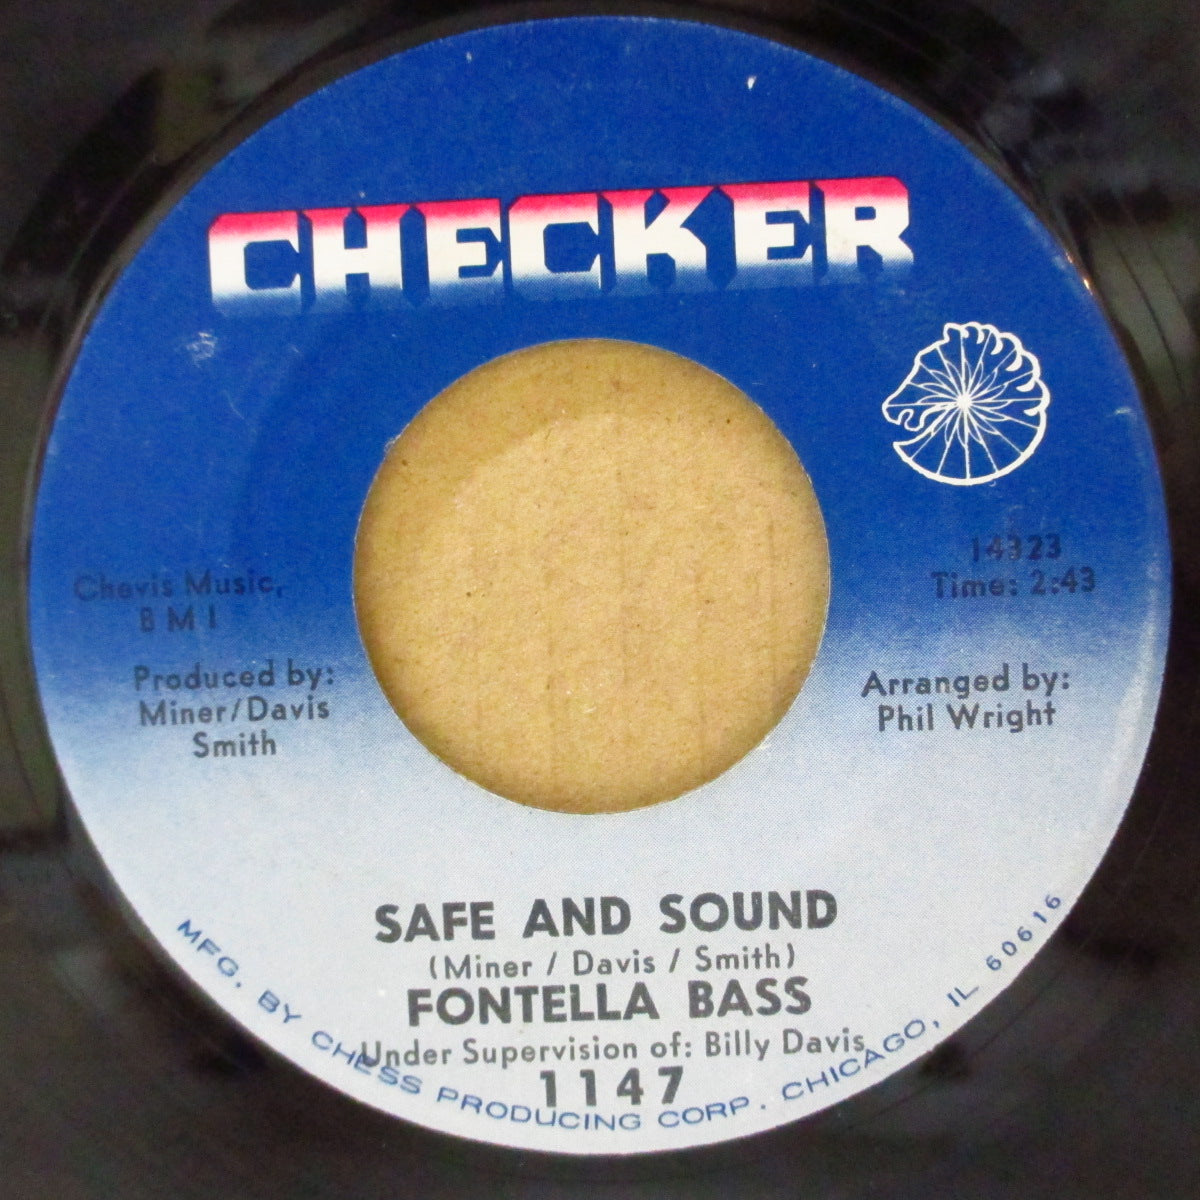 CHECKER
14323
Time: 2:43
Chevis Music,
B M I
Produced by:
Miner/Davis
Smith
Arranged by:
Phil Wright
SAFE AND SOUND
(Miner / Davis / Smith)
FONTELLA BASS
Under Supervision of: Billy Davis
1147
MFG. BY CHESS PRODUCING CORP. CHICAGO, IL 60616